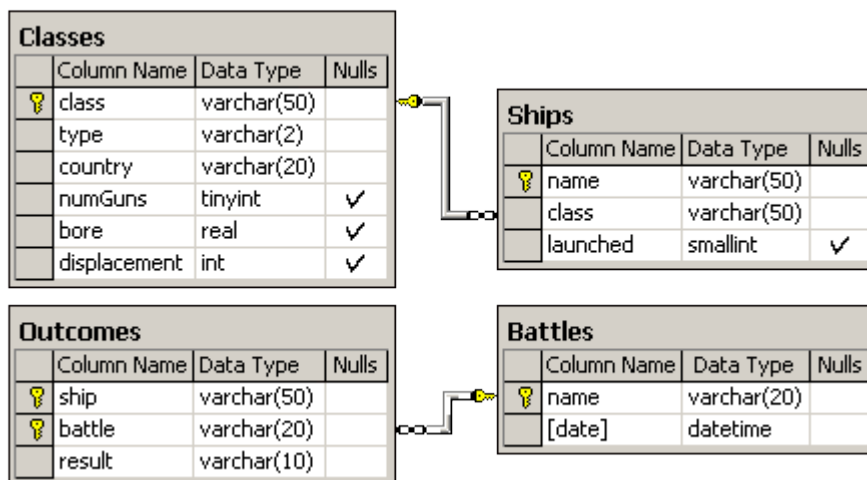 Classes
Column Name Data Type Nulls
class varchar(50)
type varchar(2)
country varchar(20)
numGuns tinyint
bore real
displacement int
Ships
Column Name Data Type Nulls
name varchar(50)
class varchar(50)
launched smallint
Outcomes
Column Name Data Type Nulls
ship varchar(50)
battle varchar(20)
result varchar(10)
Battles
Column Name Data Type Nulls
name varchar(20)
[date] datetime